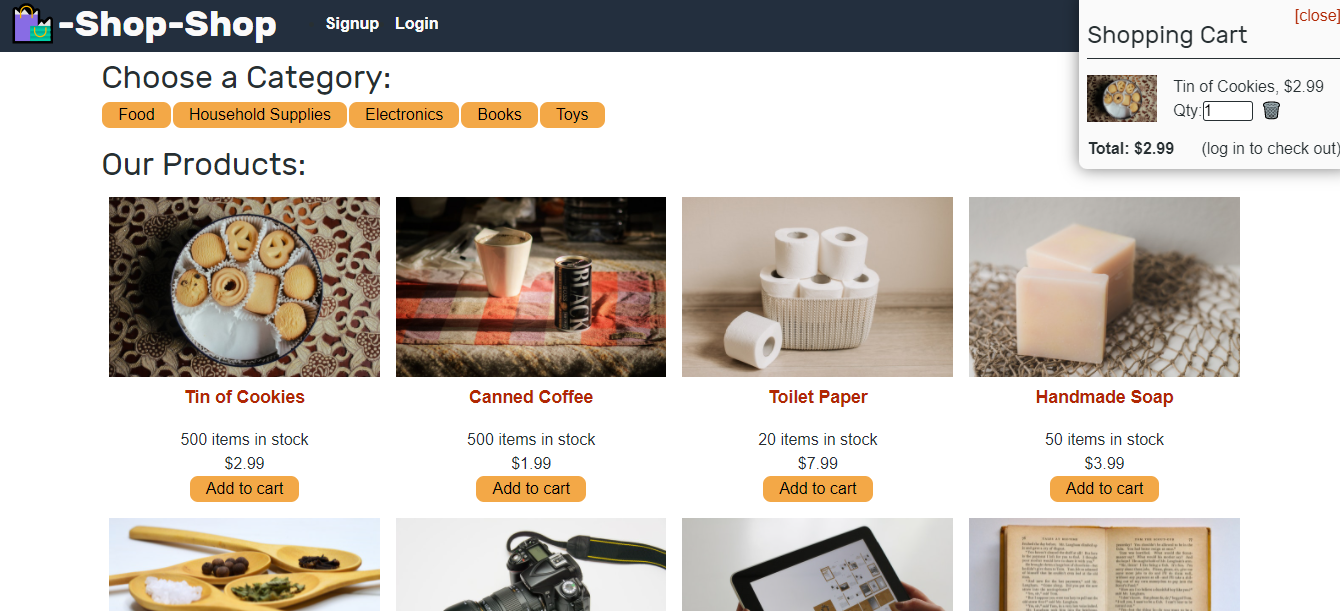 -Shop-Shop
Signup Login
[close]
Shopping Cart
Tin of Cookies, $2.99
Qty: 1
Total: $2.99 (log in to check out)
Choose a Category:
Food Household Supplies Electronics Books Toys
Our Products:
BLACK
Tin of Cookies Canned Coffee Toilet Paper Handmade Soap
500 items in stock 500 items in stock 20 items in stock 50 items in stock
$2.99 $1.99 $7.99 $3.99
Add to cart Add to cart Add to cart Add to cart